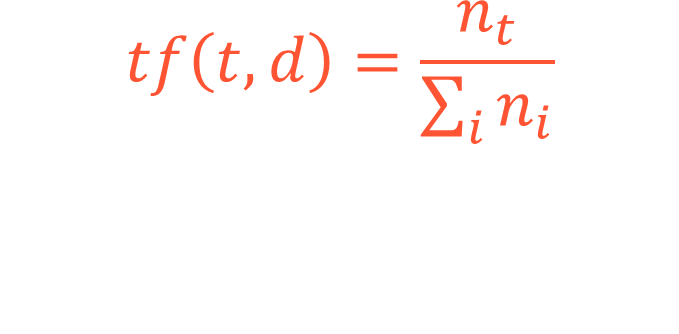 tf(t, d) = n_t / ∑_i n_i